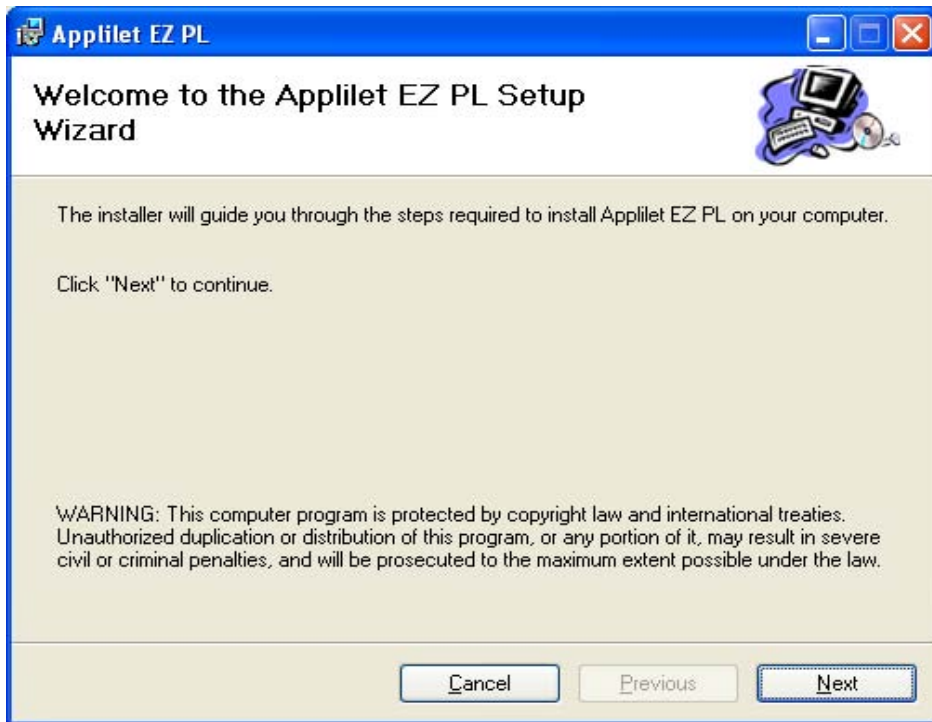 Applilet EZ PL
Welcome to the Applilet EZ PL Setup
Wizard
The installer will guide you through the steps required to install Applilet EZ PL on your computer.
Click "Next" to continue.
WARNING: This computer program is protected by copyright law and international treaties.
Unauthorized duplication or distribution of this program, or any portion of it, may result in severe
civil or criminal penalties, and will be prosecuted to the maximum extent possible under the law.
Cancel
Previous
Next